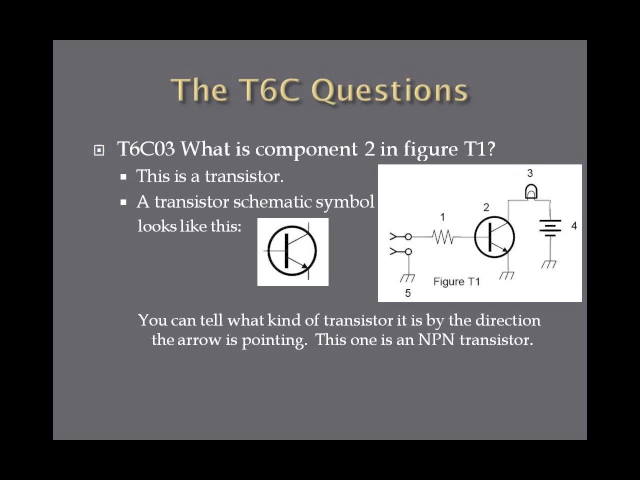 The T6C Questions
T6C03 What is component 2 in figure T1?
This is a transistor.
A transistor schematic symbol
looks like this:
3
2
1
4
Figure T1
5
You can tell what kind of transistor it is by the direction
the arrow is pointing. This one is an NPN transistor.